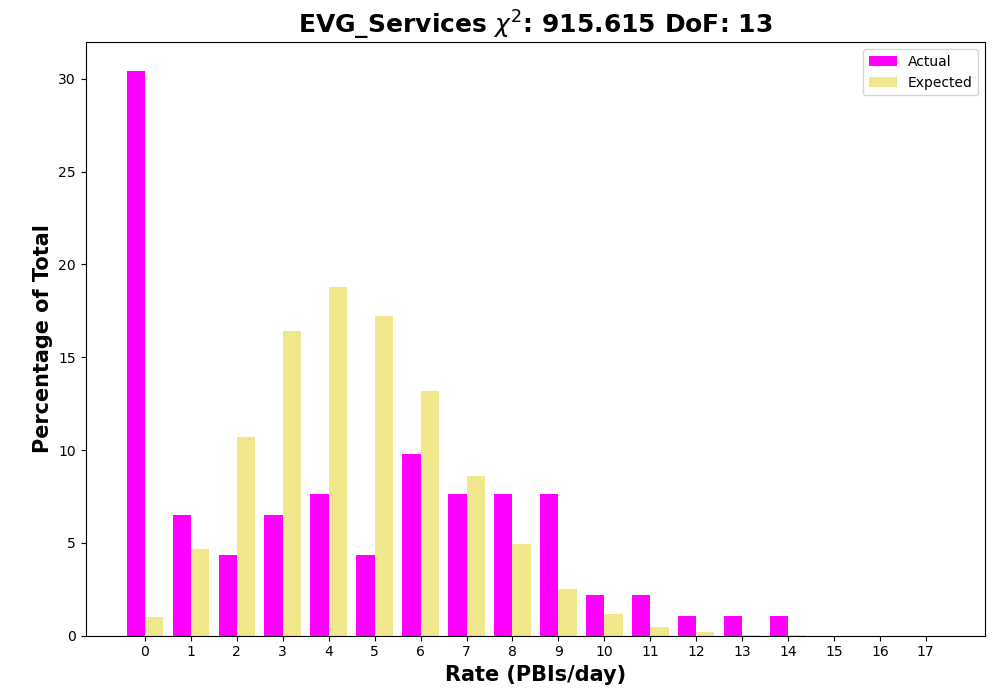 EVG_Services χ²: 915.615 DoF: 13
Actual
Expected
Percentage of Total
30
25
20
15
10
5
0
0 1 2 3 4 5 6 7 8 9 10 11 12 13 14 15 16 17
Rate (PBIs/day)